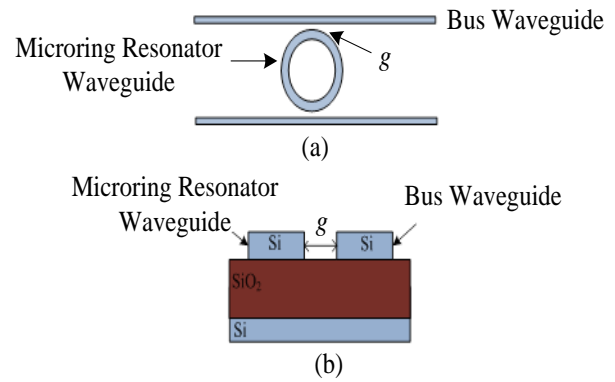 Bus Waveguide
Microring Resonator
Waveguide
g
(a)
Microring Resonator
Waveguide
g
Bus Waveguide
Si
Si
SiO₂
Si
(b)